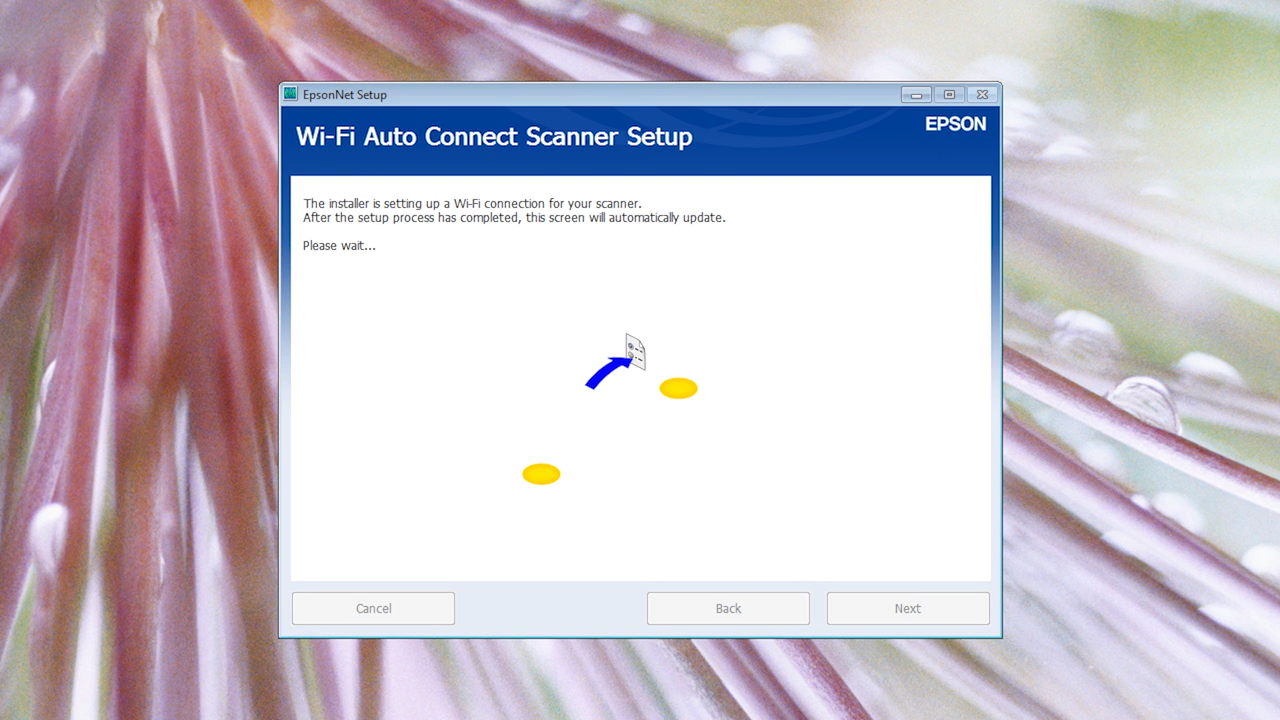 EpsonNet Setup
Wi-Fi Auto Connect Scanner Setup
EPSON
The installer is setting up a Wi-Fi connection for your scanner.
After the setup process has completed, this screen will automatically update.
Please wait...
Cancel
Back
Next